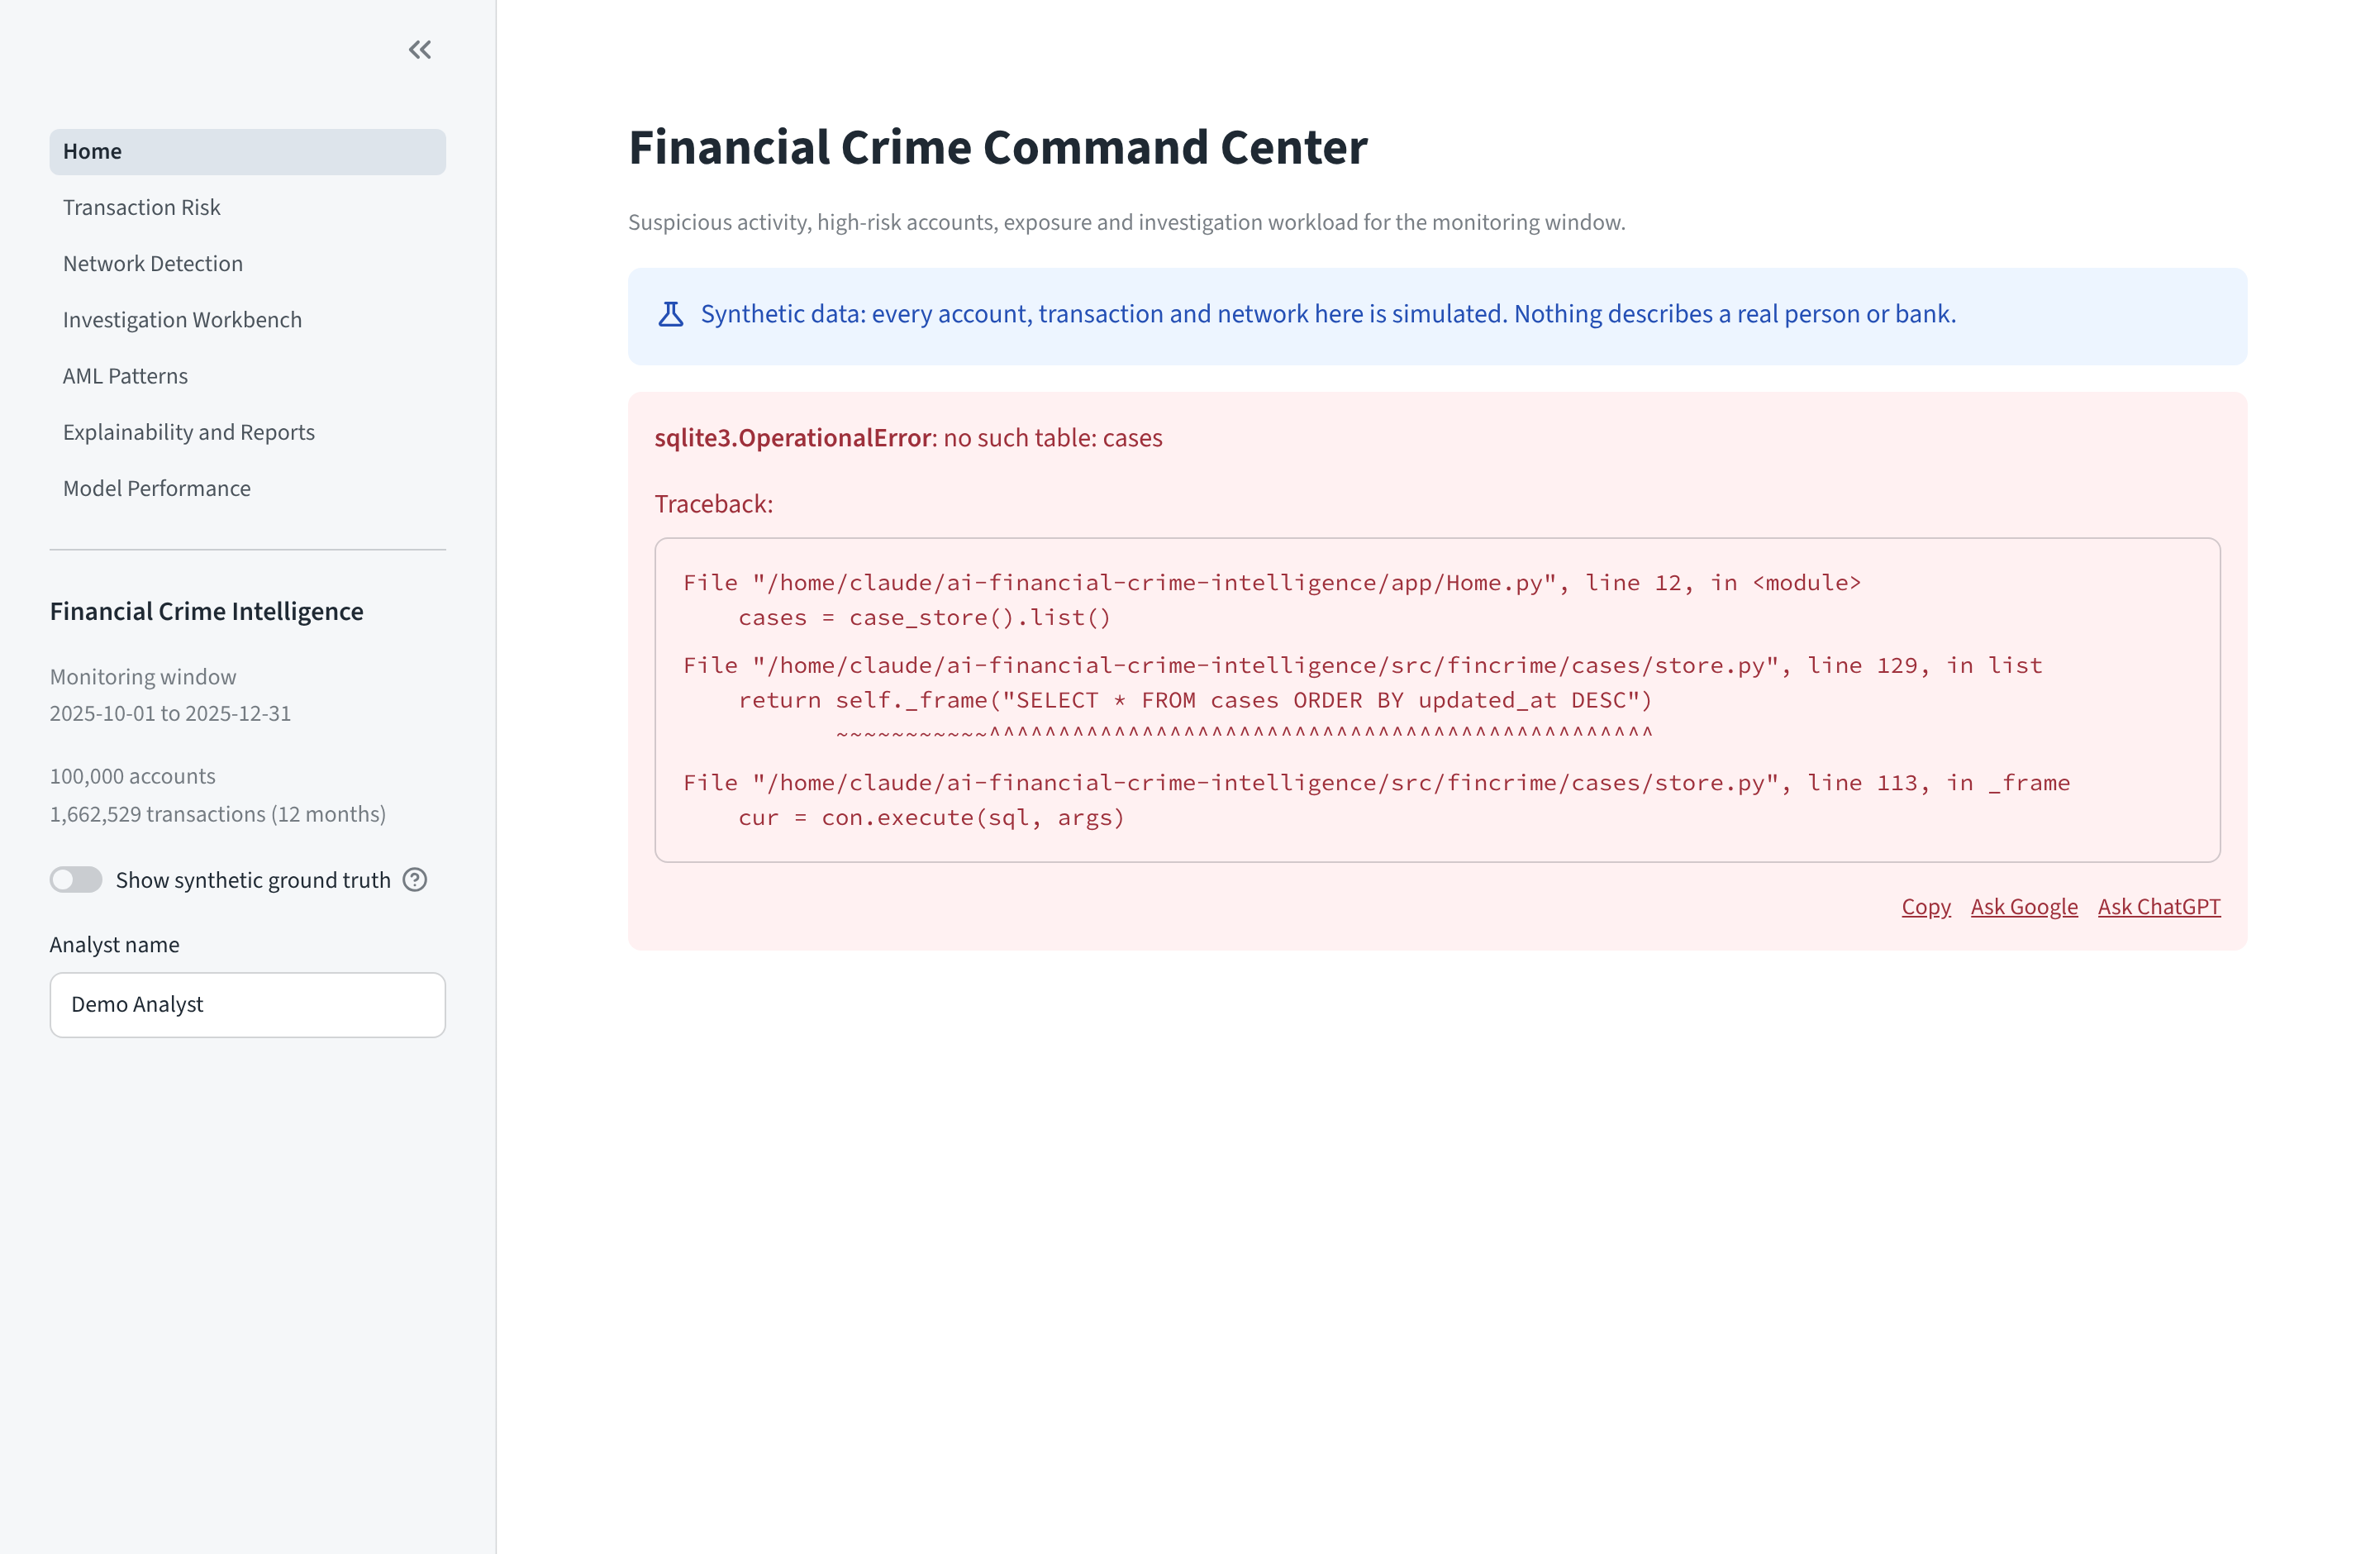 Home
Transaction Risk
Network Detection
Investigation Workbench
AML Patterns
Explainability and Reports
Model Performance
Financial Crime Intelligence
Monitoring window
2025-10-01 to 2025-12-31
100,000 accounts
1,662,529 transactions (12 months)
Show synthetic ground truth
Analyst name
Demo Analyst
Financial Crime Command Center
Suspicious activity, high-risk accounts, exposure and investigation workload for the monitoring window.
Synthetic data: every account, transaction and network here is simulated. Nothing describes a real person or bank.
sqlite3.OperationalError: no such table: cases
Traceback:
File "/home/claude/ai-financial-crime-intelligence/app/Home.py", line 12, in <module>
    cases = case_store().list()
File "/home/claude/ai-financial-crime-intelligence/src/fincrime/cases/store.py", line 129, in list
    return self._frame("SELECT * FROM cases ORDER BY updated_at DESC")
           ~~~~~~~~~~~^^^^^^^^^^^^^^^^^^^^^^^^^^^^^^^^^^^^^^^^^^^^^^^^
File "/home/claude/ai-financial-crime-intelligence/src/fincrime/cases/store.py", line 113, in _frame
    cur = con.execute(sql, args)
Copy Ask Google Ask ChatGPT